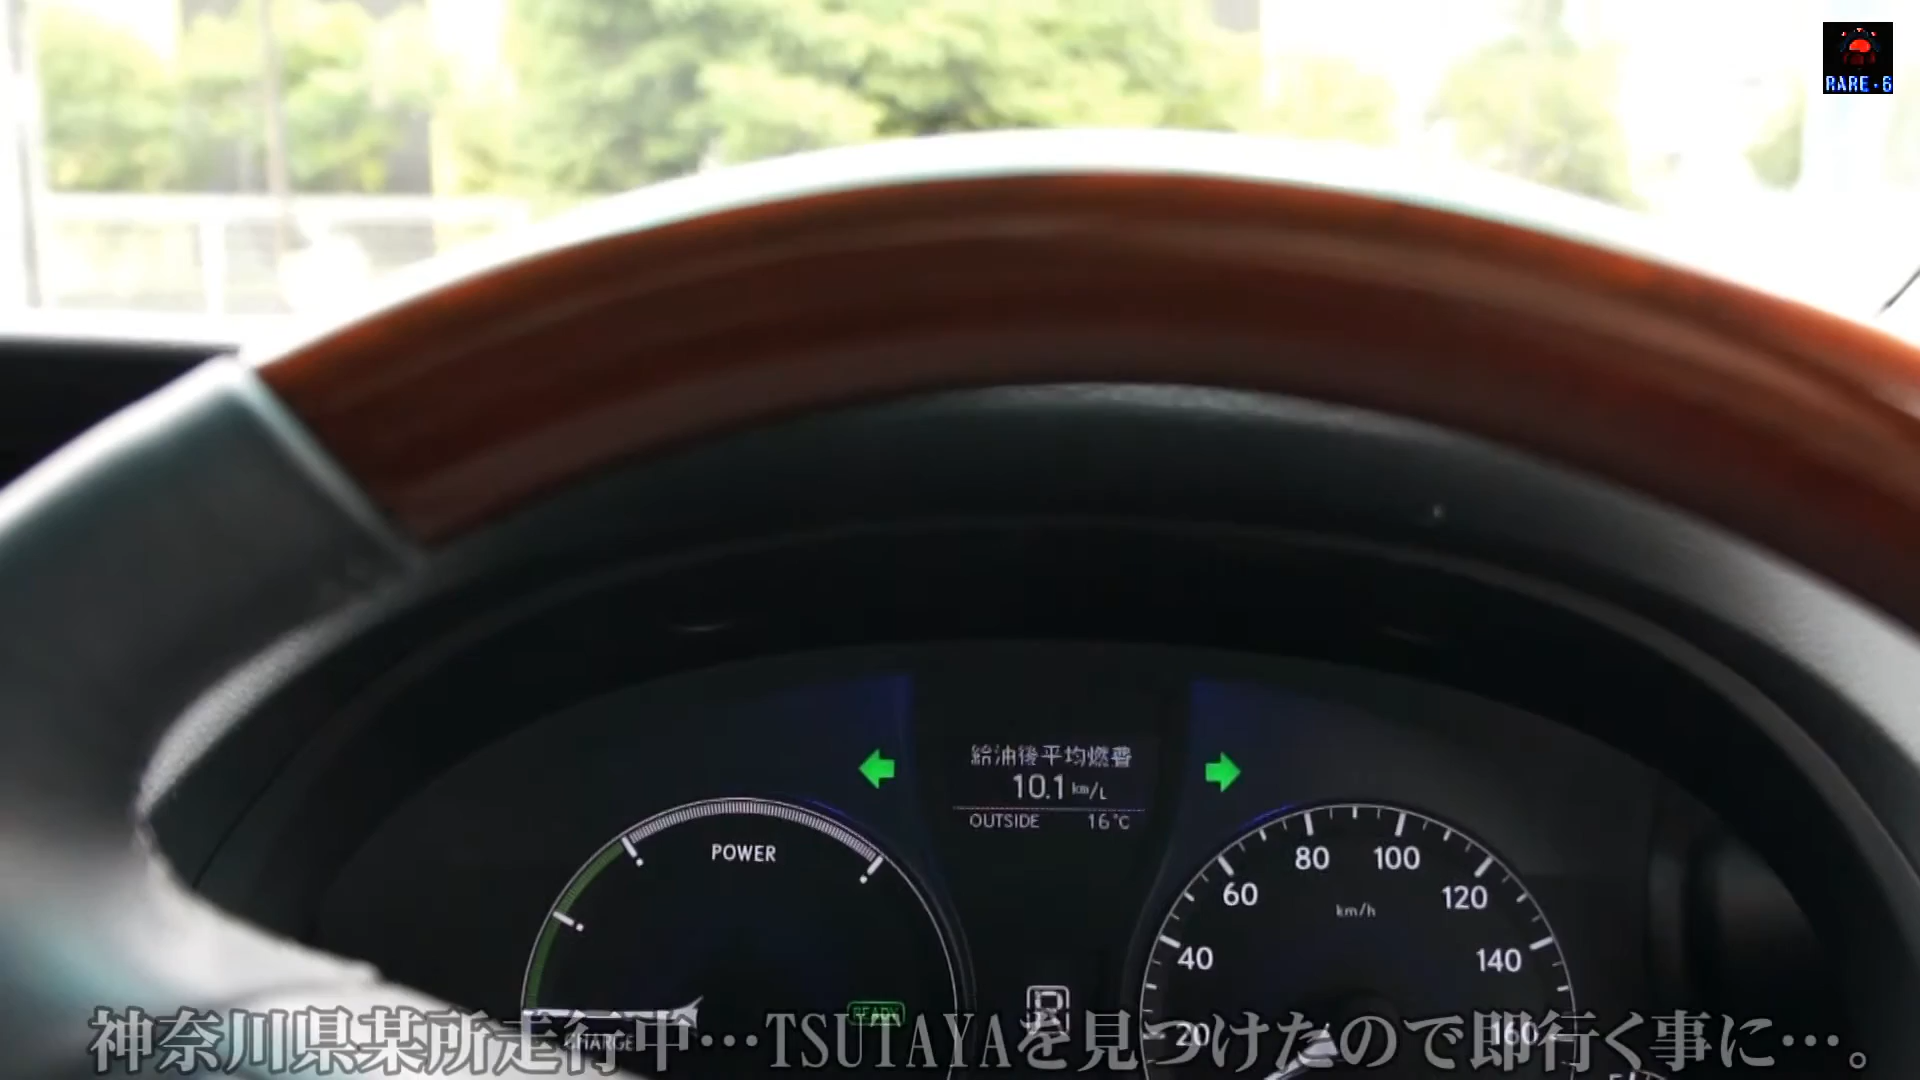 RARE・6
給油後平均燃費
10.1 km/L
OUTSIDE 16℃
POWER
CHARGE
READY
20
40
60
80
100
120
140
160
km/h
神奈川県某所走行中…TSUTAYAを見つけたので即行く事に…。